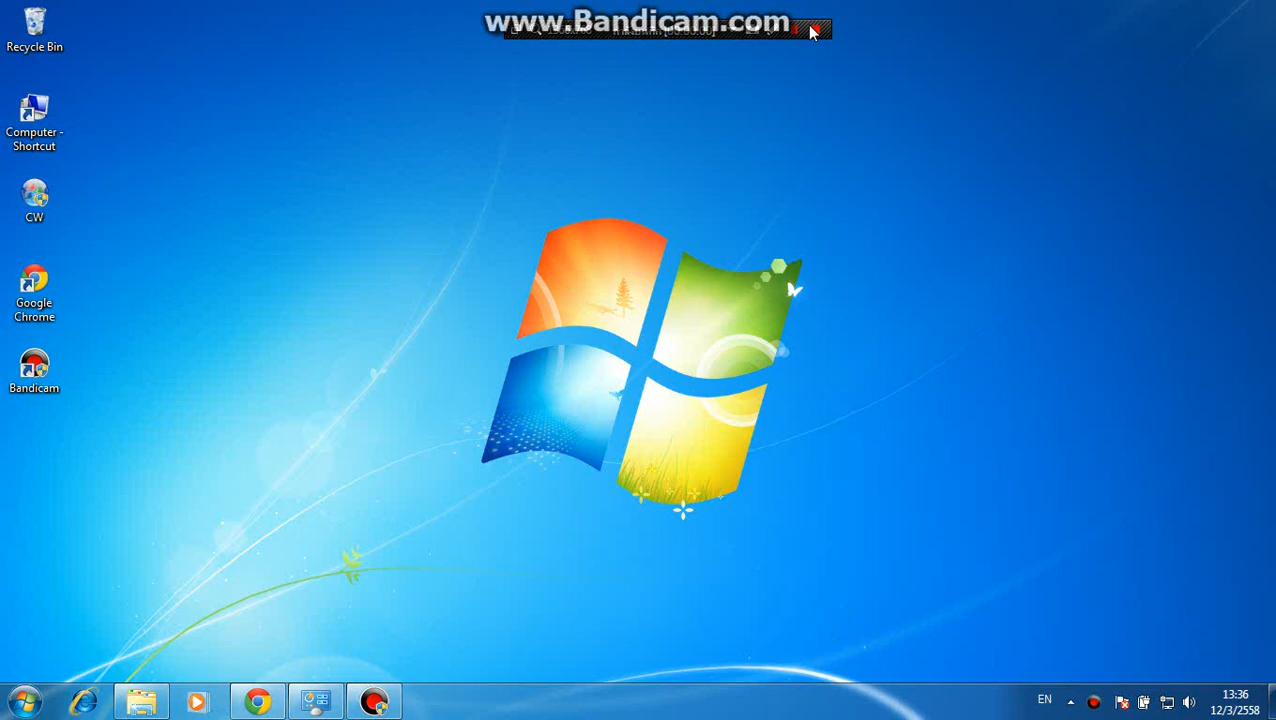 www.Bandicam.com
Recycle Bin
Computer -
Shortcut
CW
Google
Chrome
Bandicam
EN
13:36
12/3/2558